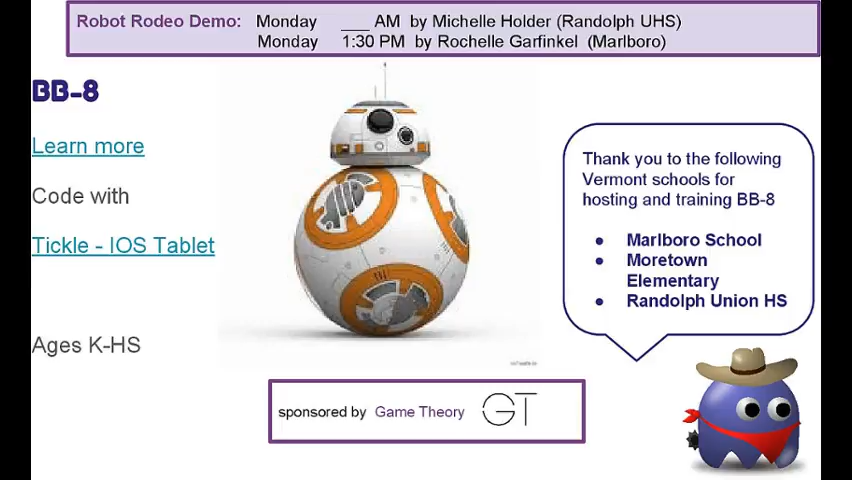 Robot Rodeo Demo: Monday ___ AM by Michelle Holder (Randolph UHS)
Monday 1:30 PM by Rochelle Garfinkel (Marlboro)
BB-8
Learn more
Code with
Tickle - IOS Tablet
Ages K-HS
Thank you to the following
Vermont schools for
hosting and training BB-8
● Marlboro School
● Moretown
Elementary
● Randolph Union HS
sponsored by Game Theory GT